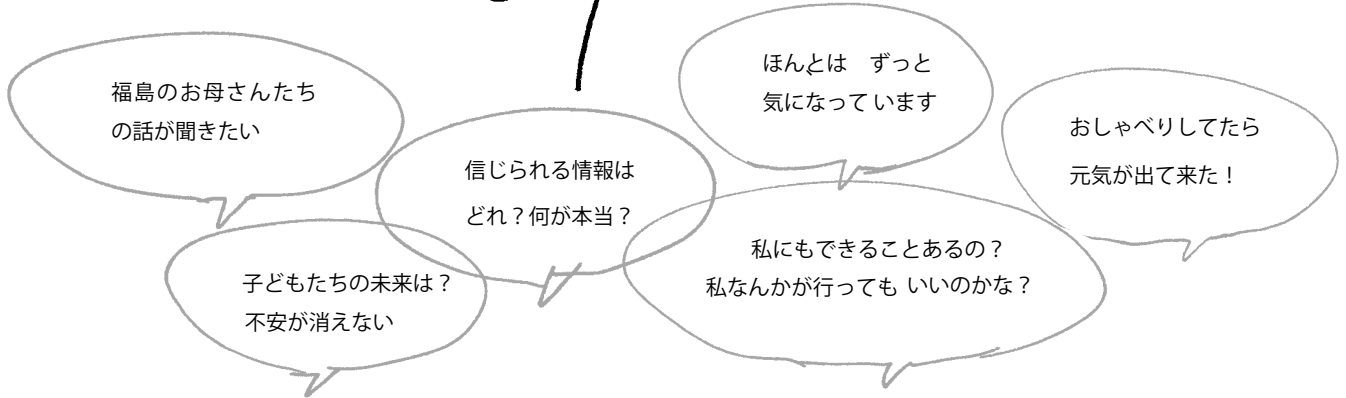 福島のお母さんたち
の話が聞きたい
信じられる情報は
どれ？何が本当？
ほんとは　ずっと
気になって います
おしゃべりしてたら
元気が出て来た！
子どもたちの未来は？
不安が消えない
私にもできることあるの？
私なんかが行っても いいのかな？